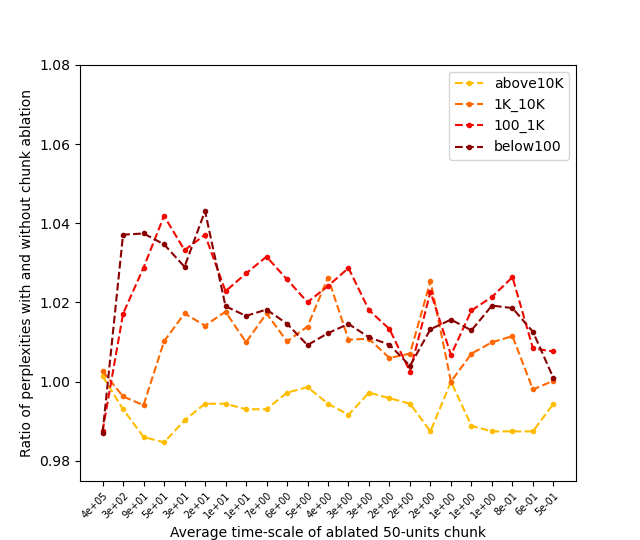 1.08
1.06
1.04
1.02
1.00
0.98
Ratio of perplexities with and without chunk ablation
above10K
1K_10K
100_1K
below100
4e+05
3e+02
9e+01
5e+01
3e+01
2e+01
1e+01
1e+01
7e+00
6e+00
5e+00
4e+00
3e+00
3e+00
2e+00
2e+00
2e+00
1e+00
1e+00
1e+00
8e-01
6e-01
5e-01
Average time-scale of ablated 50-units chunk